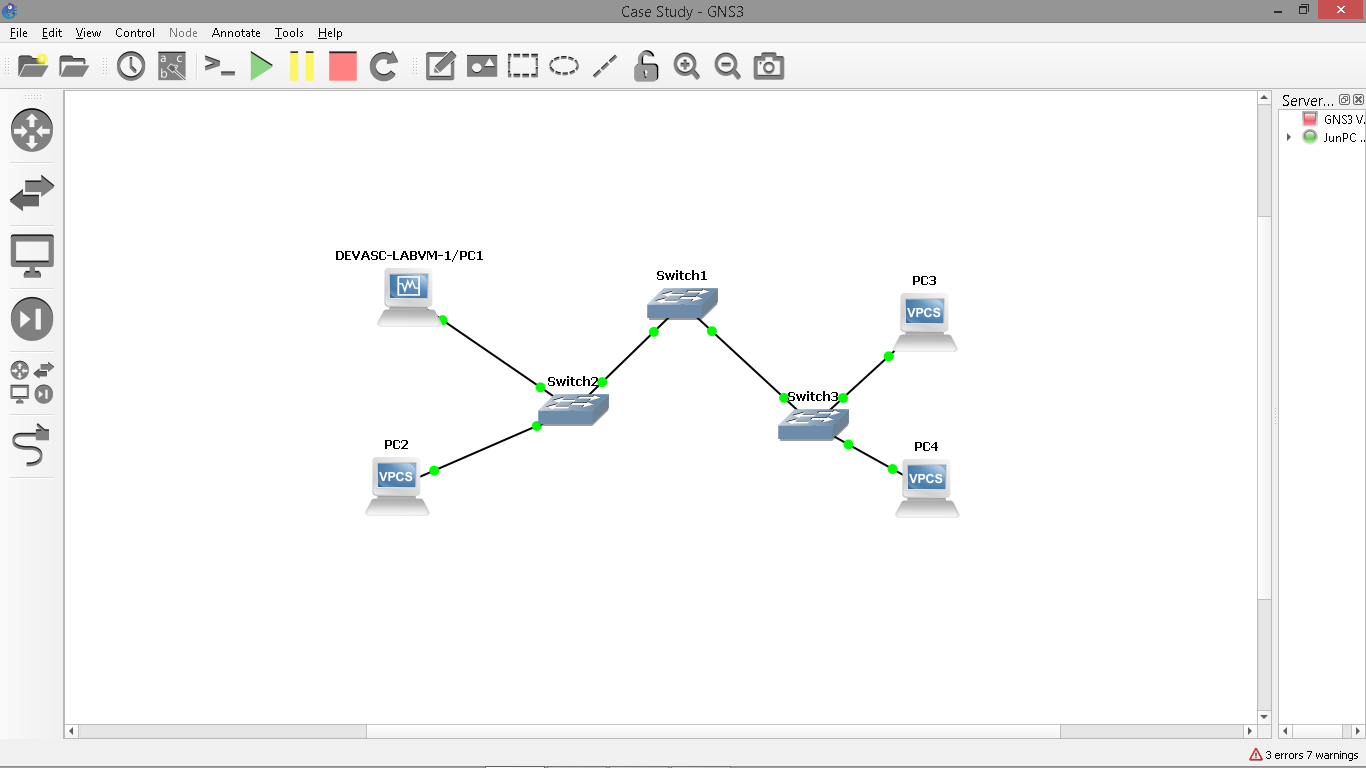 Case Study - GNS3
File Edit View Control Node Annotate Tools Help
a b c
Server...
GNS3 V.
JunPC ...
DEVASC-LABVM-1/PC1
Switch1
PC3
VPCS
Switch2
Switch3
PC2
VPCS
PC4
VPCS
3 errors 7 warnings